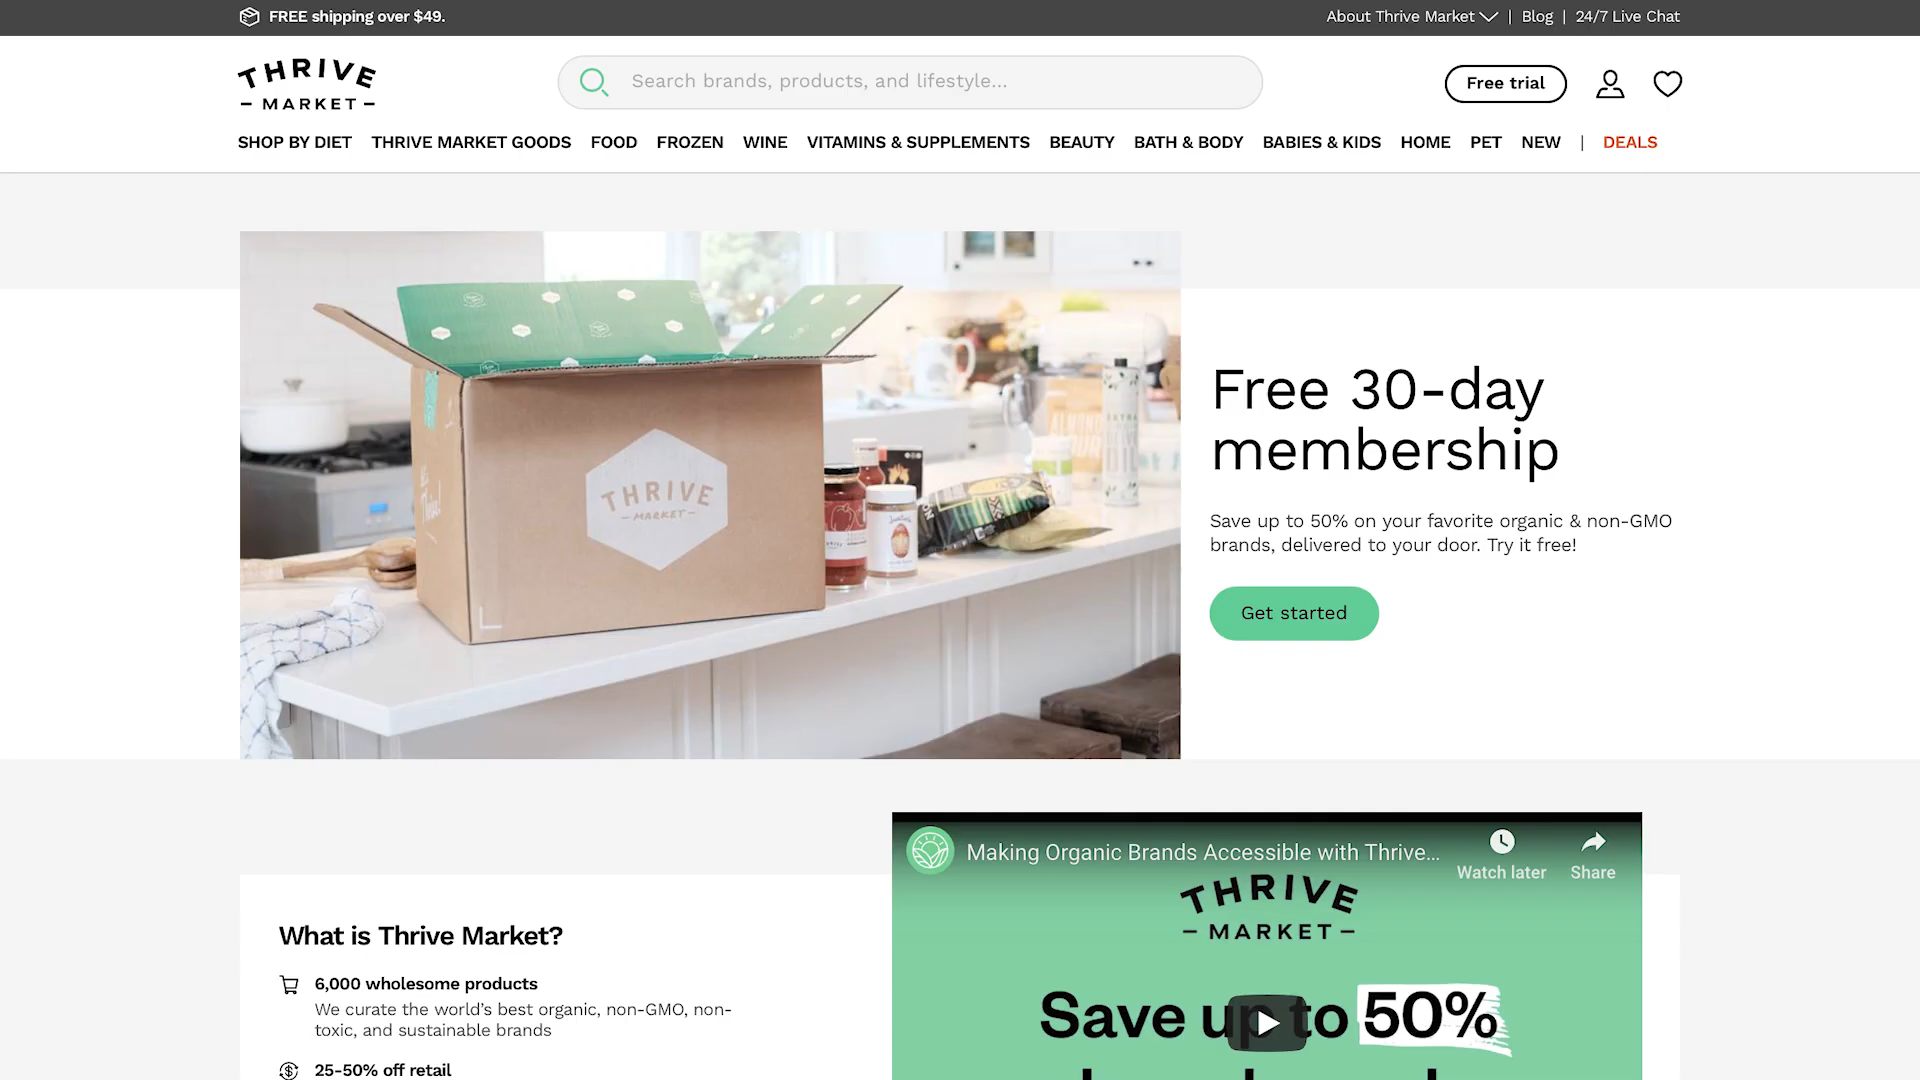 FREE shipping over $49.
About Thrive Market | Blog | 24/7 Live Chat
THRIVE
MARKET
Search brands, products, and lifestyle...
Free trial
SHOP BY DIET THRIVE MARKET GOODS FOOD FROZEN WINE VITAMINS & SUPPLEMENTS BEAUTY BATH & BODY BABIES & KIDS HOME PET NEW | DEALS
THRIVE
MARKET
Free 30-day
membership
Save up to 50% on your favorite organic & non-GMO
brands, delivered to your door. Try it free!
Get started
Making Organic Brands Accessible with Thrive...
Watch later
Share
THRIVE
MARKET
Save up to 50%
What is Thrive Market?
6,000 wholesome products
We curate the world's best organic, non-GMO, non-
toxic, and sustainable brands
25-50% off retail